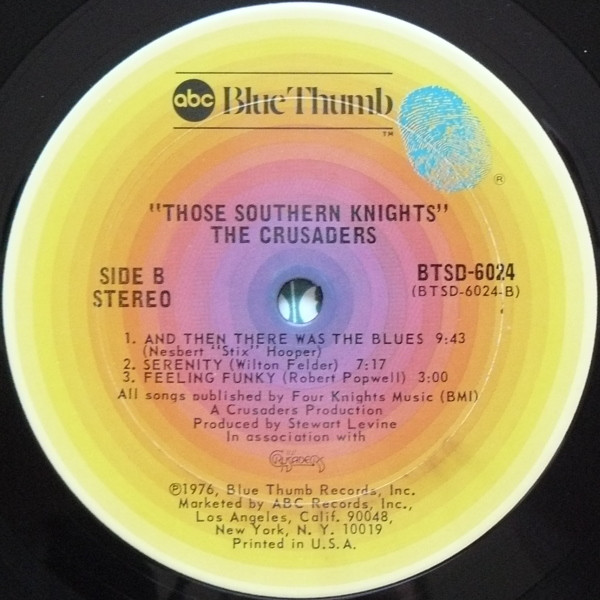 abc Blue Thumb
TM
®
"THOSE SOUTHERN KNIGHTS"
THE CRUSADERS
SIDE B
STEREO
BTSD-6024
(BTSD-6024-B)
1. AND THEN THERE WAS THE BLUES 9:43
(Nesbert "Stix" Hooper)
2. SERENITY (Wilton Felder) 7:17
3. FEELING FUNKY (Robert Popwell) 3:00
All songs published by Four Knights Music (BMI)
A Crusaders Production
Produced by Stewart Levine
In association with
CRUSADERS
℗1976, Blue Thumb Records, Inc.
Marketed by ABC Records, Inc.,
Los Angeles, Calif. 90048,
New York, N. Y. 10019
Printed in U.S.A.